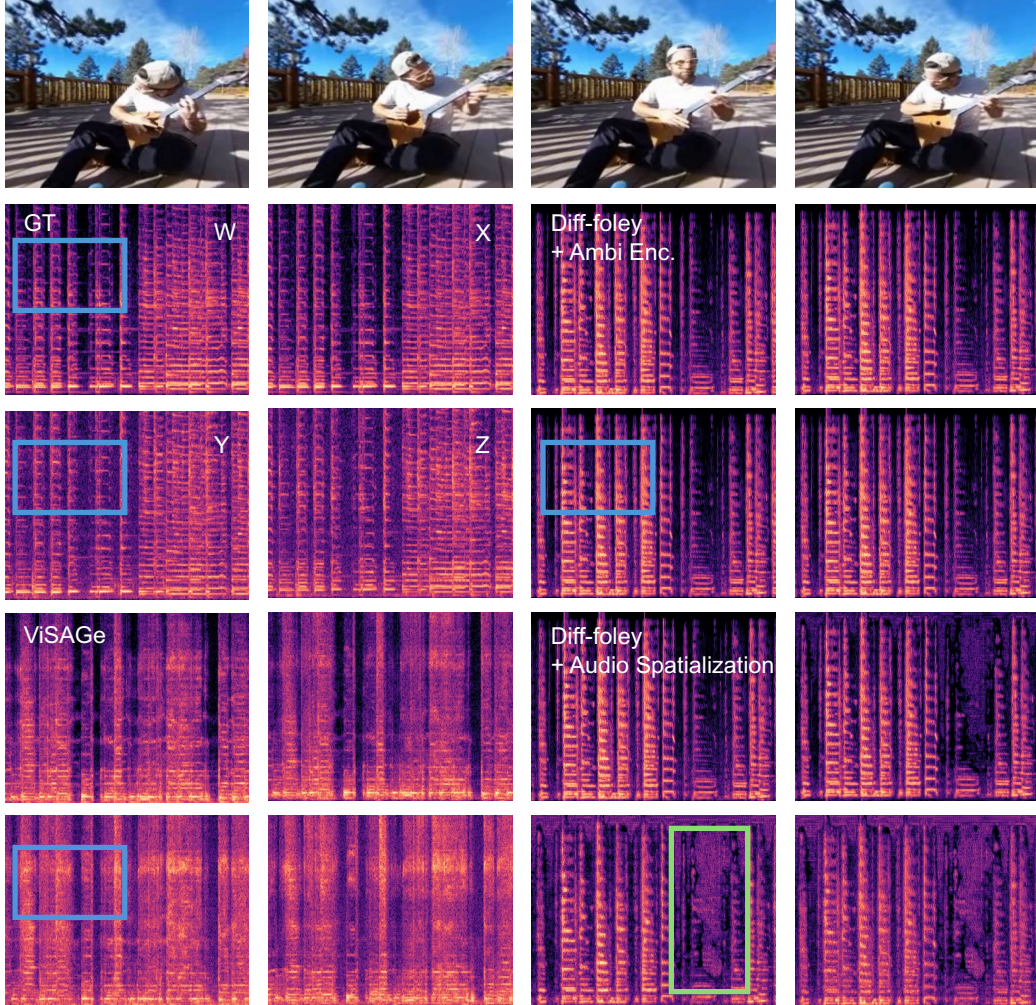 GT
W
X
Diff-foley
+ Ambi Enc.
Y
Z
ViSAGe
Diff-foley
+ Audio Spatialization